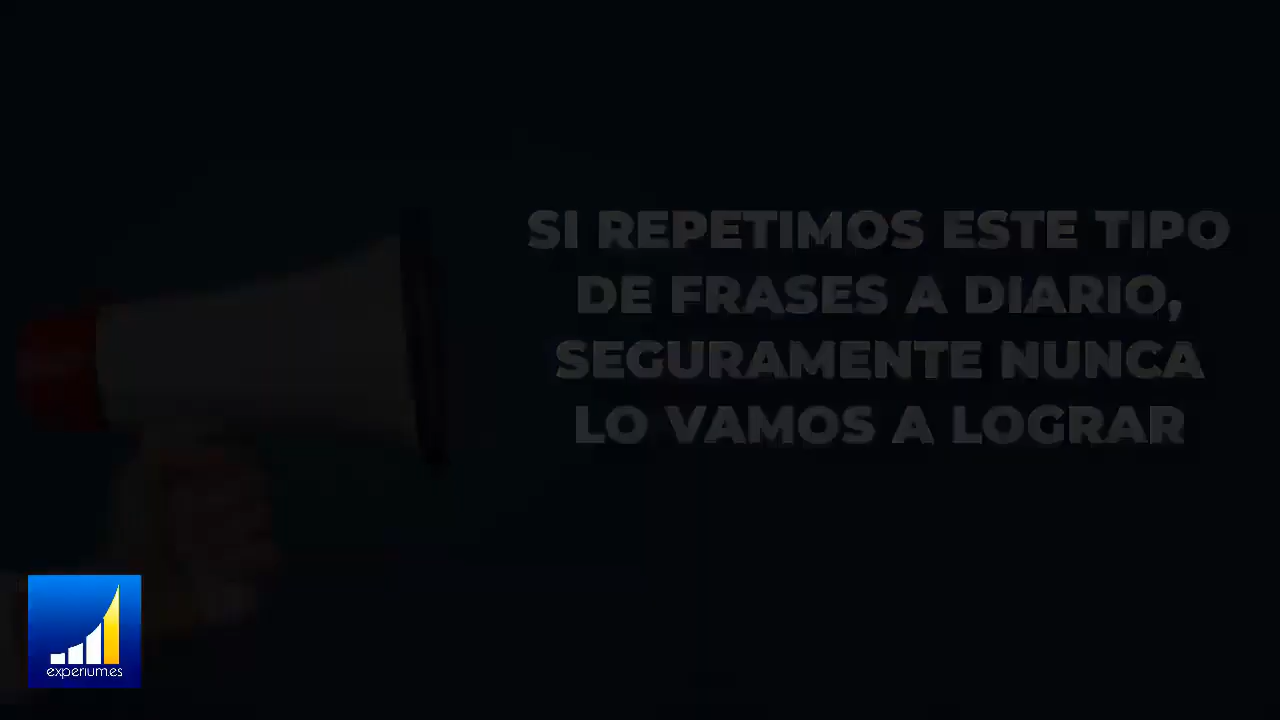 SI REPETIMOS ESTE TIPO
DE FRASES A DIARIO,
SEGURAMENTE NUNCA
LO VAMOS A LOGRAR
experium.es